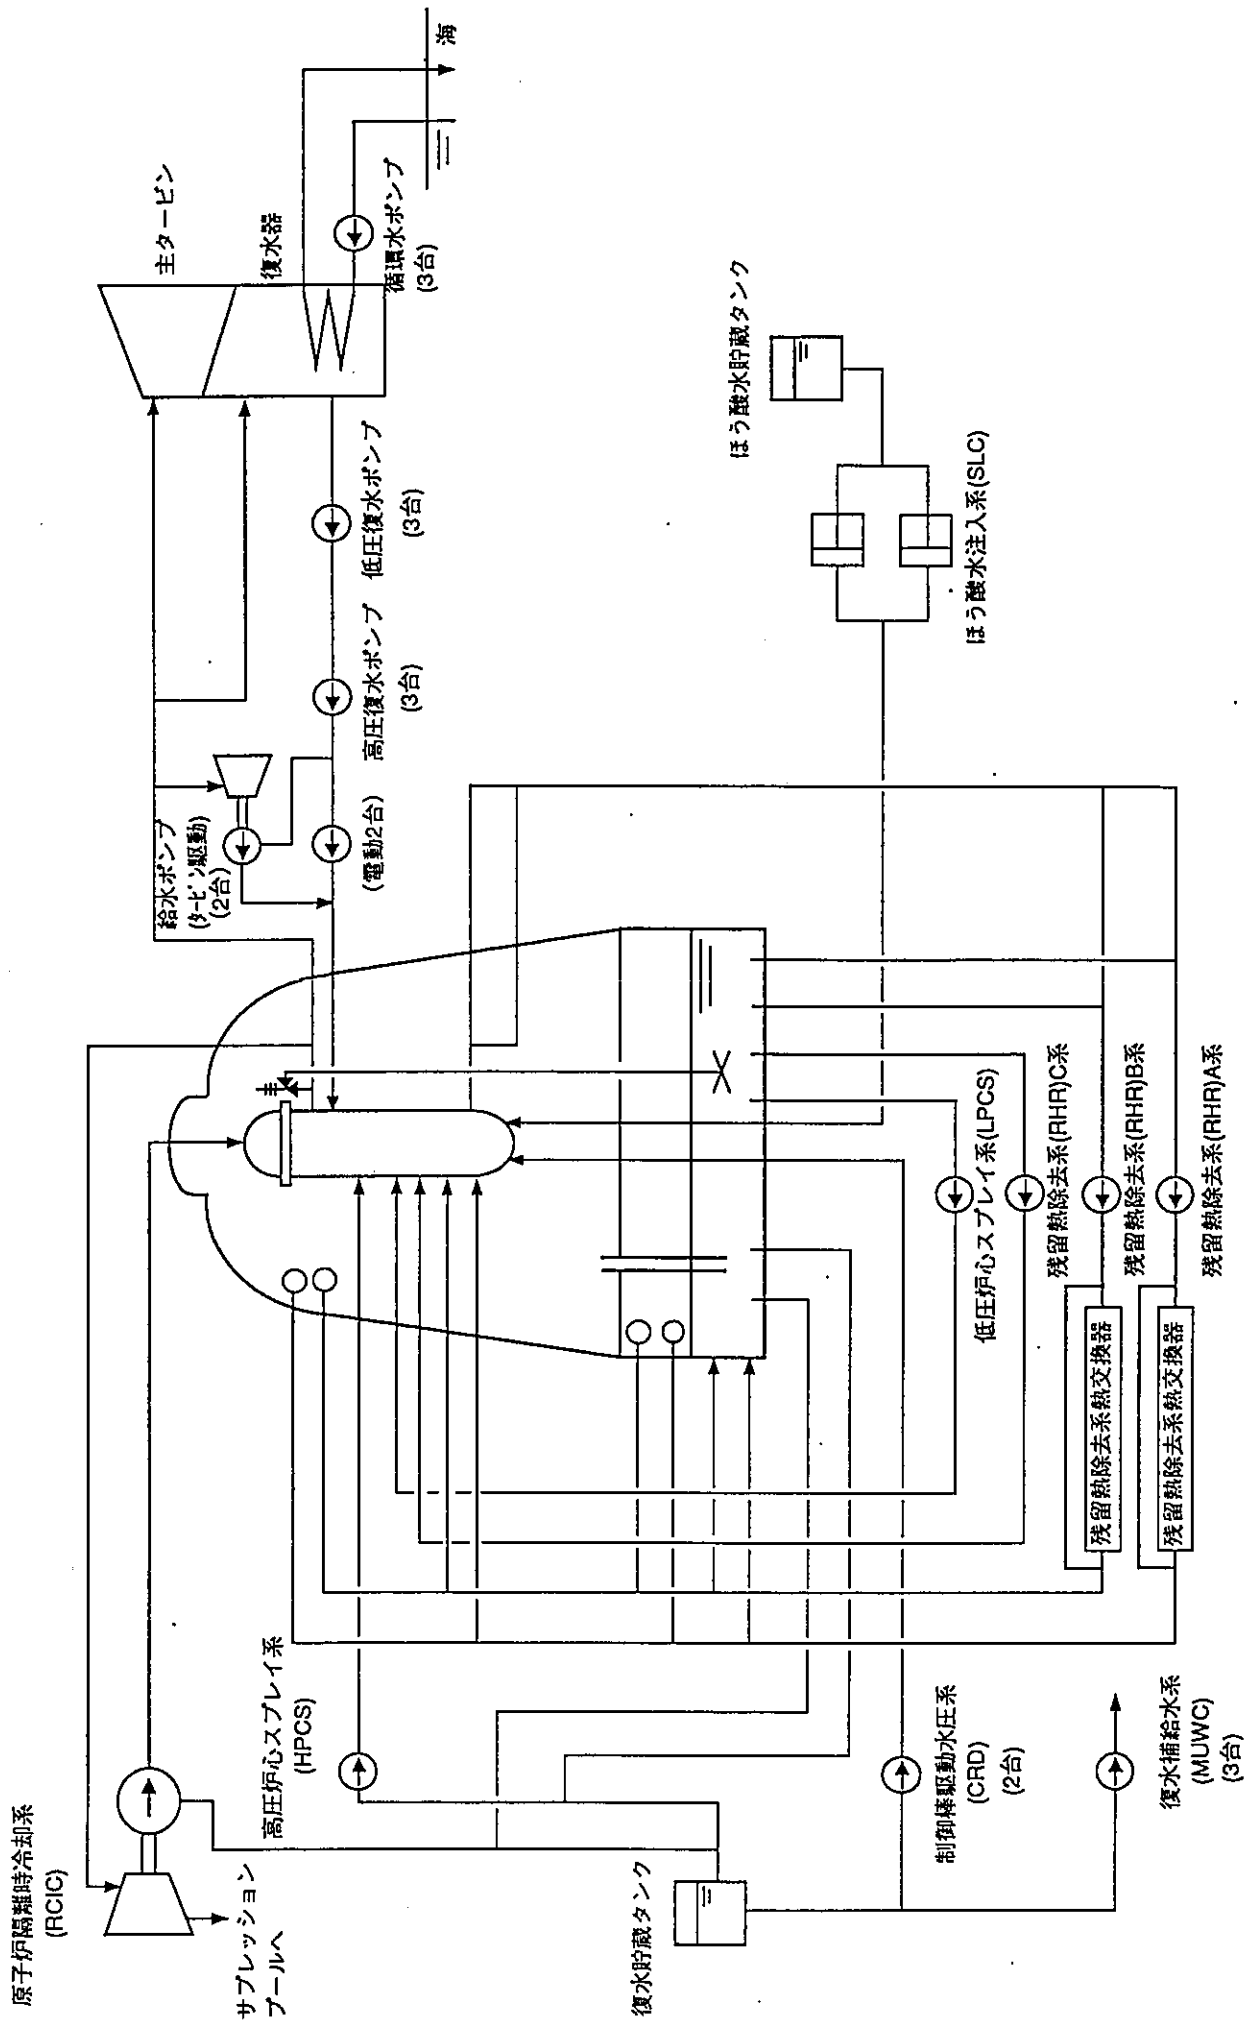 原子炉隔離時冷却系
(RCIC)
サプレッション
プールへ
高圧炉心スプレイ系
(HPCS)
復水貯蔵タンク
制御棒駆動水圧系
(CRD)
(2台)
復水補給水系
(MUWC)
(3台)
給水ポンプ
(タービン駆動)
(2台)
(電動2台)
高圧復水ポンプ
(3台)
低圧復水ポンプ
(3台)
主タービン
復水器
循環水ポンプ
(3台)
海
ほう酸水貯蔵タンク
ほう酸水注入系(SLC)
低圧炉心スプレイ系(LPCS)
残留熱除去系(RHR)C系
残留熱除去系(RHR)B系
残留熱除去系(RHR)A系
残留熱除去系熱交換器
残留熱除去系熱交換器